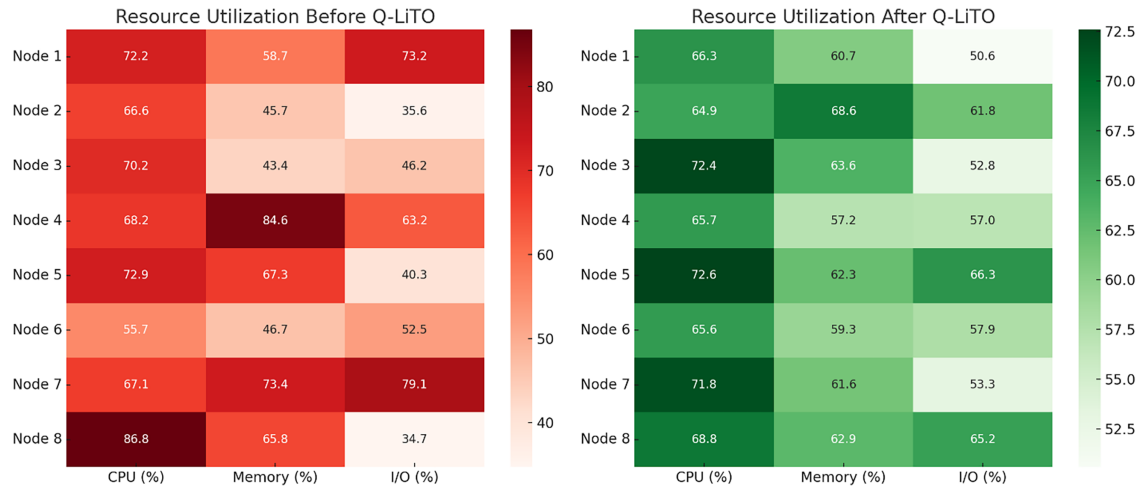 Resource Utilization Before Q-LiTO
Node 1 72.2 58.7 73.2
Node 2 66.6 45.7 35.6
Node 3 70.2 43.4 46.2
Node 4 68.2 84.6 63.2
Node 5 72.9 67.3 40.3
Node 6 55.7 46.7 52.5
Node 7 67.1 73.4 79.1
Node 8 86.8 65.8 34.7
CPU (%) Memory (%) I/O (%)
80
70
60
50
40
Resource Utilization After Q-LiTO
Node 1 66.3 60.7 50.6
Node 2 64.9 68.6 61.8
Node 3 72.4 63.6 52.8
Node 4 65.7 57.2 57.0
Node 5 72.6 62.3 66.3
Node 6 65.6 59.3 57.9
Node 7 71.8 61.6 53.3
Node 8 68.8 62.9 65.2
CPU (%) Memory (%) I/O (%)
72.5
70.0
67.5
65.0
62.5
60.0
57.5
55.0
52.5